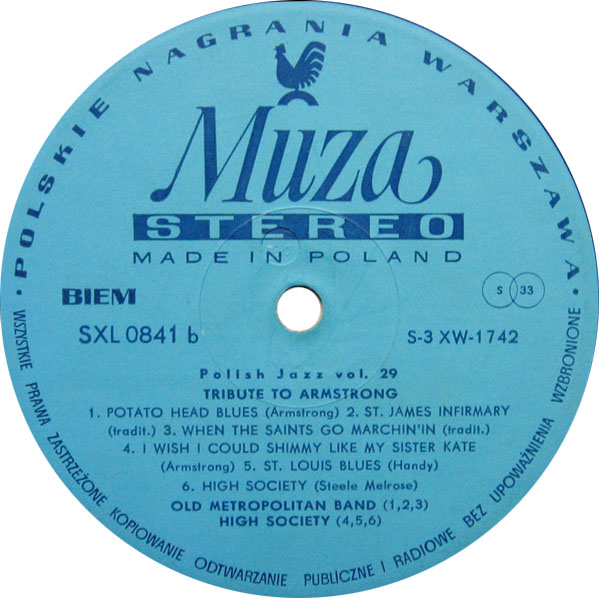 • POLSKIE NAGRANIA WARSZAWA •
Muza
STEREO
MADE IN POLAND
BIEM
S 33
SXL 0841 b
S-3 XW-1742
Polish Jazz vol. 29
TRIBUTE TO ARMSTRONG
1. POTATO HEAD BLUES (Armstrong) 2. ST. JAMES INFIRMARY
(tradit.) 3. WHEN THE SAINTS GO MARCHIN'IN (tradit.)
4. I WISH I COULD SHIMMY LIKE MY SISTER KATE
(Armstrong) 5. ST. LOUIS BLUES (Handy)
6. HIGH SOCIETY (Steele Melrose)
OLD METROPOLITAN BAND (1,2,3)
HIGH SOCIETY (4,5,6)
WSZYSTKIE PRAWA ZASTRZEŻONE KOPIOWANIE ODTWARZANIE PUBLICZNE I RADIOWE BEZ UPOWAŻNIENIA WZBRONIONE